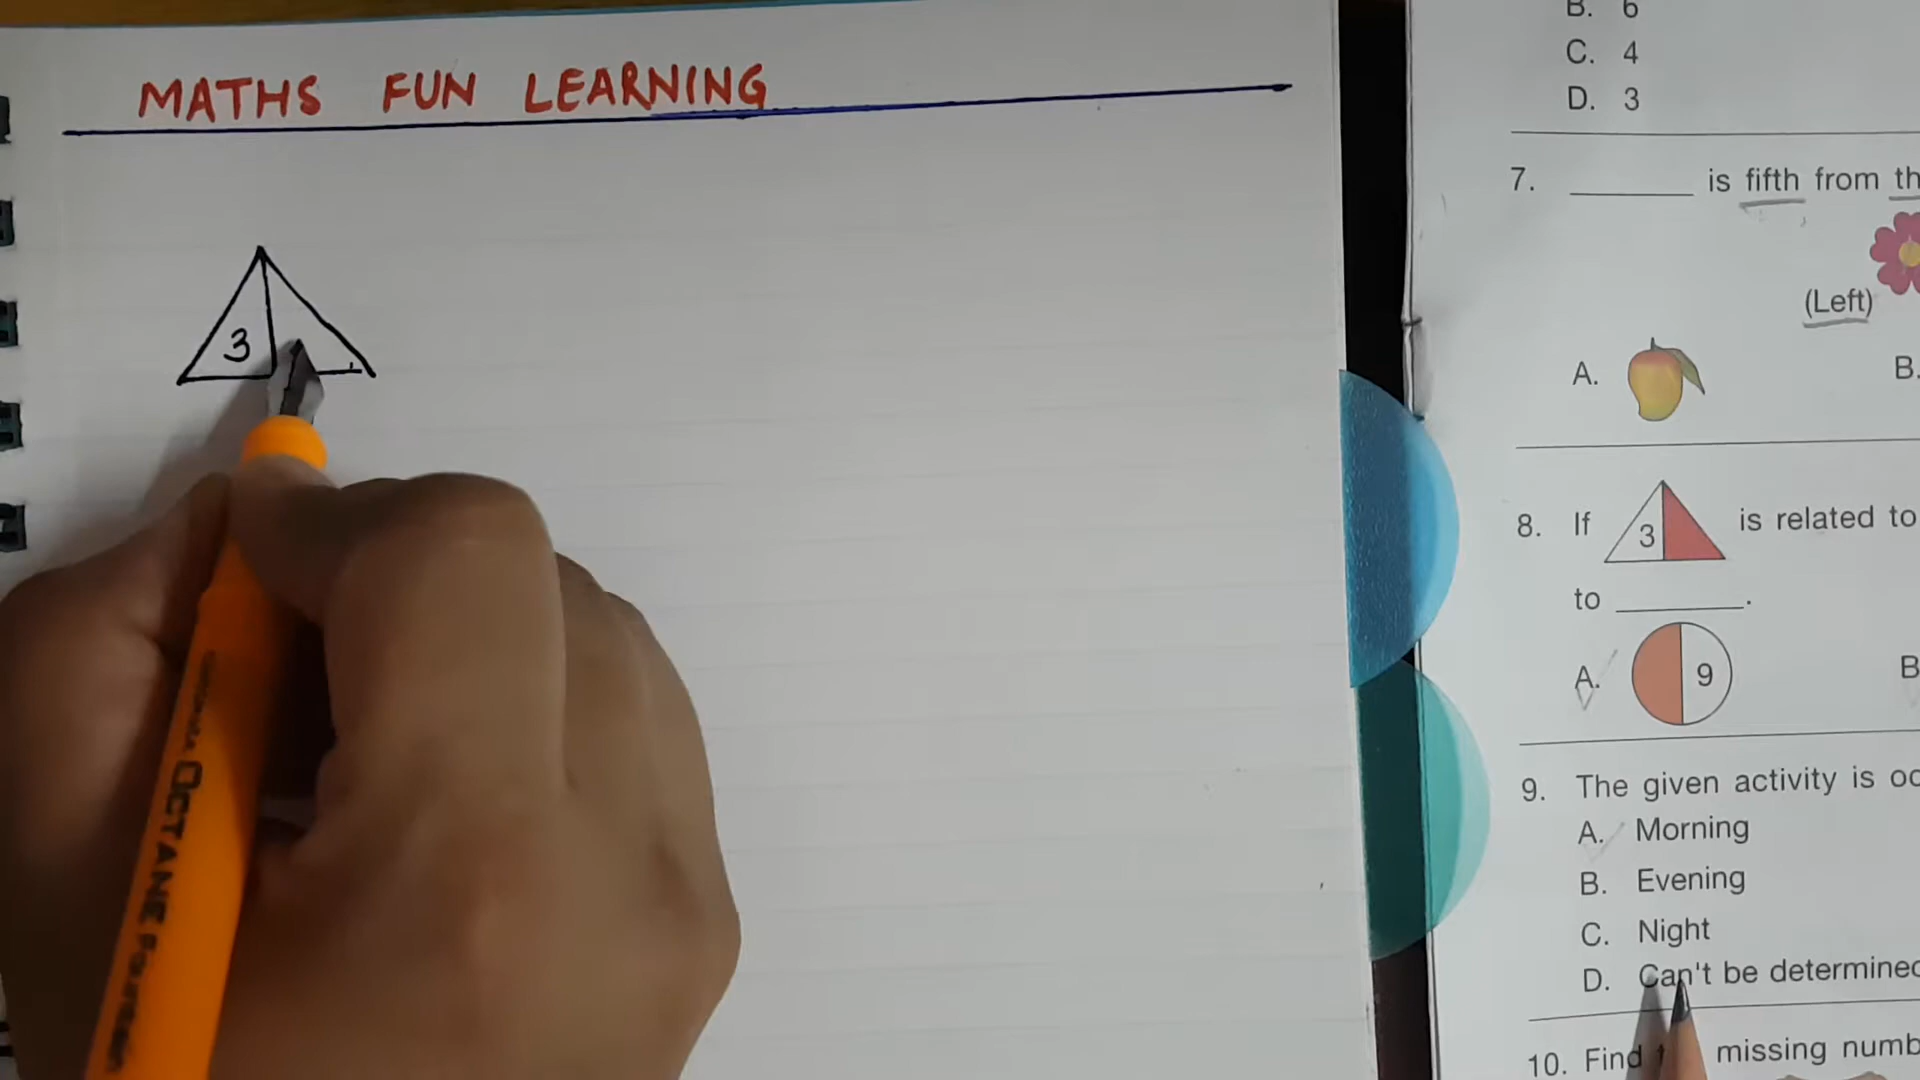 MATHS FUN LEARNING
3
OCTANE
B. 6
C. 4
D. 3
7. ________ is fifth from th
(Left)
A.
B.
8. If 3 is related to
to ________.
A. 9
B
9. The given activity is oc
A. Morning
B. Evening
C. Night
D. Can't be determined
10. Find missing numb